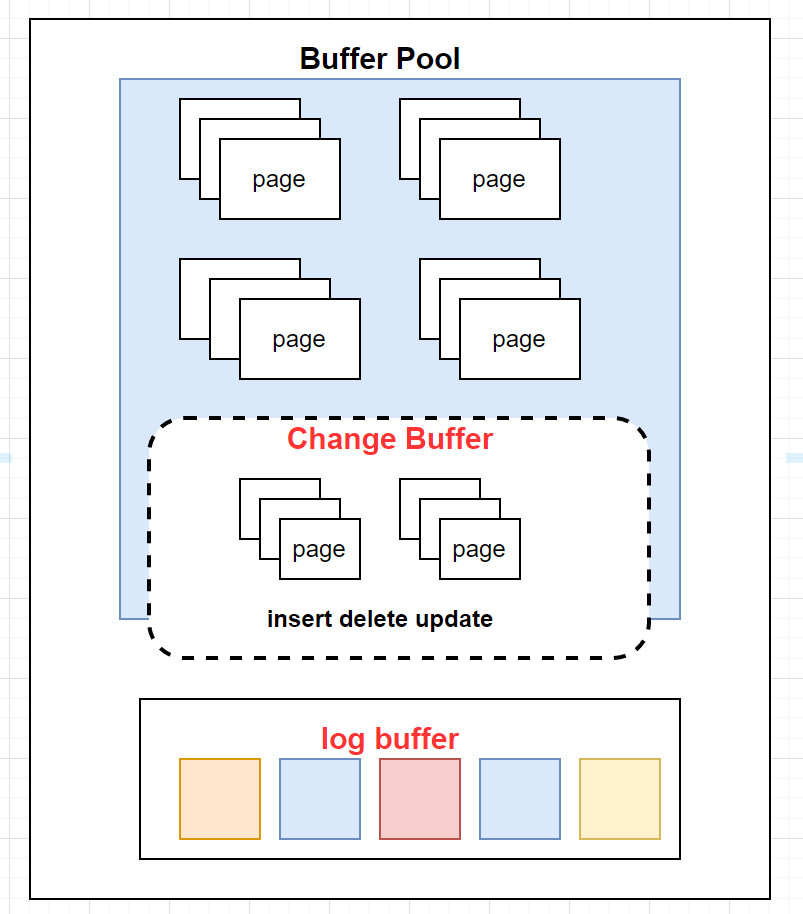 Buffer Pool
page
page
page
page
Change Buffer
page
page
insert delete update
log buffer